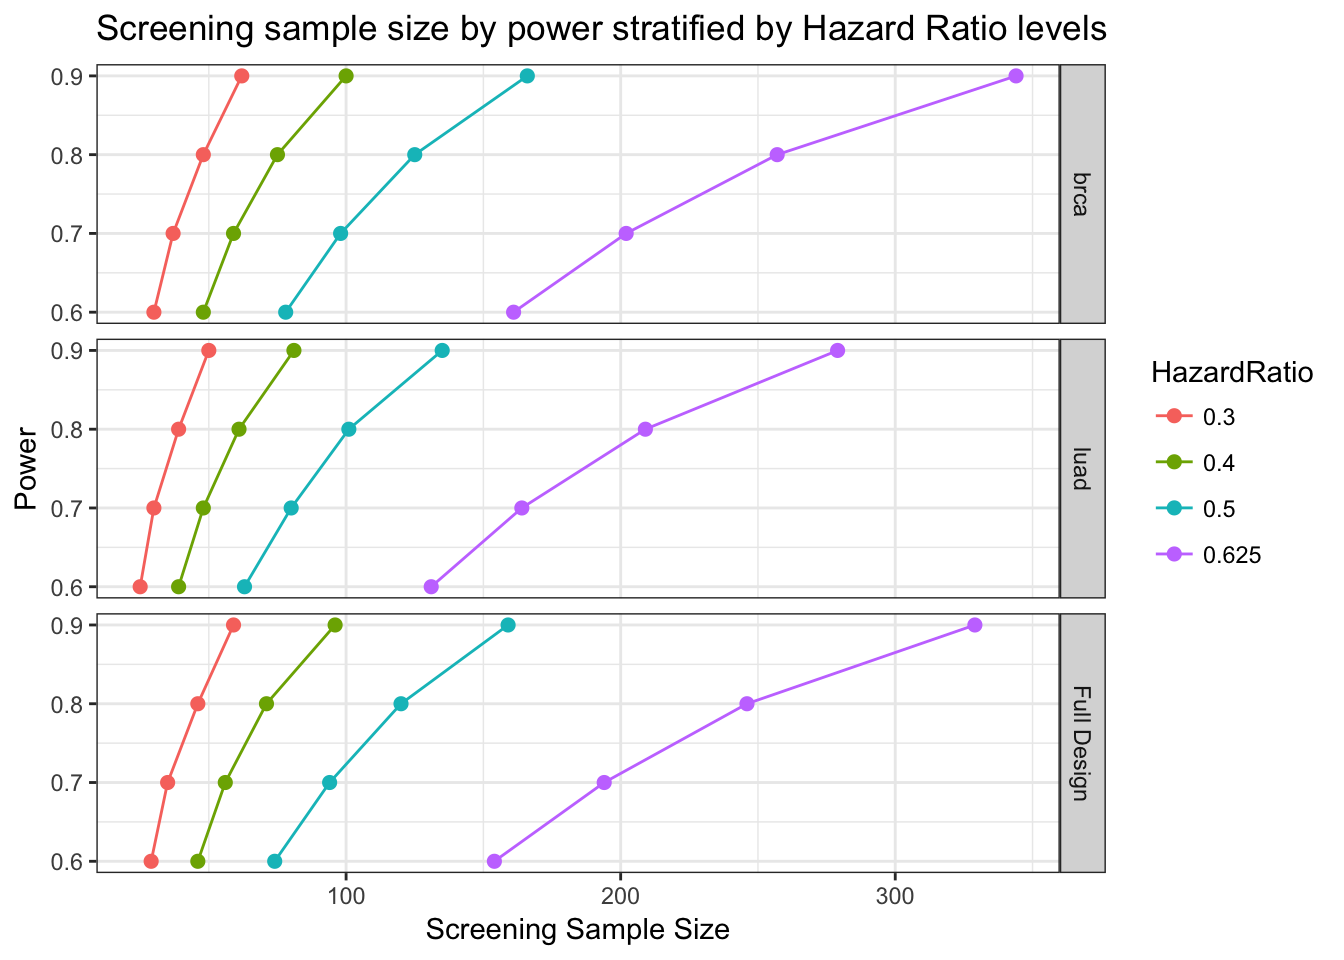 Screening sample size by power stratified by Hazard Ratio levels
0.9
0.8
0.7
0.6
brca
0.9
0.8
0.7
0.6
luad
0.9
0.8
0.7
0.6
Full Design
Power
100 200 300
Screening Sample Size
HazardRatio
0.3
0.4
0.5
0.625